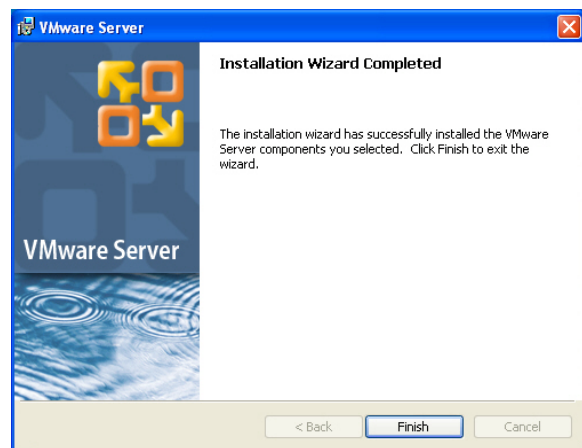 VMware Server
Installation Wizard Completed
The installation wizard has successfully installed the VMware
Server components you selected.  Click Finish to exit the
wizard.
VMware Server
< Back
Finish
Cancel